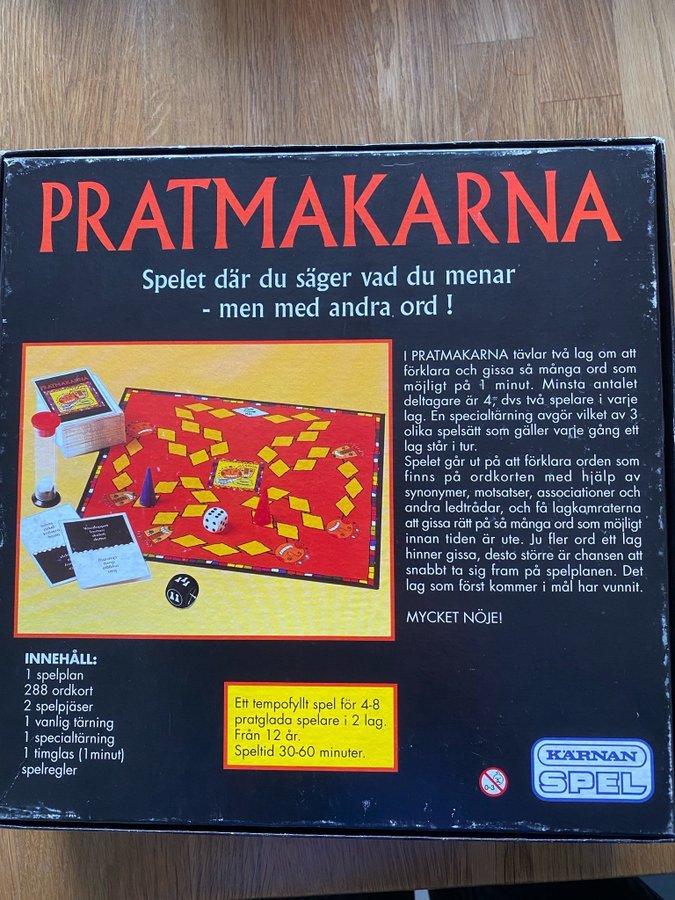 PRATMAKARNA
Spelet där du säger vad du menar
- men med andra ord !
PRATMAKARNA
I PRATMAKARNA tävlar två lag om att
förklara och gissa så många ord som
möjligt på 1 minut. Minsta antalet
deltagare är 4, dvs två spelare i varje
lag. En specialtärning avgör vilket av 3
olika spelsätt som gäller varje gång ett
lag står i tur.
Spelet går ut på att förklara orden som
finns på ordkorten med hjälp av
synonymer, motsatser, associationer och
andra ledtrådar, och få lagkamraterna
att gissa rätt på så många ord som möjligt
innan tiden är ute. Ju fler ord ett lag
hinner gissa, desto större är chansen att
snabbt ta sig fram på spelplanen. Det
lag som först kommer i mål har vunnit.
MYCKET NÖJE!
INNEHÅLL:
1 spelplan
288 ordkort
2 spelpjäser
1 vanlig tärning
1 specialtärning
1 timglas (1minut)
spelregler
Ett tempofyllt spel för 4-8
pratglada spelare i 2 lag.
Från 12 år.
Speltid 30-60 minuter.
0-3
KÄRNAN
SPEL